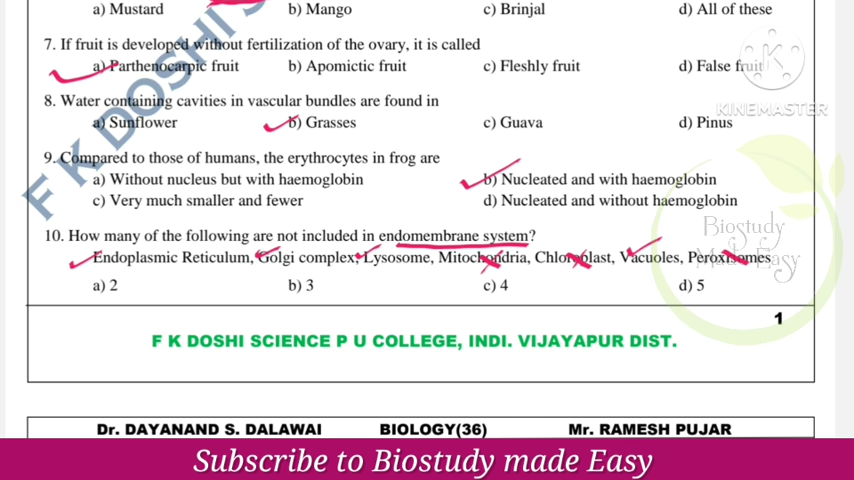 a) Mustard b) Mango c) Brinjal d) All of these
7. If fruit is developed without fertilization of the ovary, it is called
a) Parthenocarpic fruit b) Apomictic fruit c) Fleshly fruit d) False fruit
KINEMASTER
8. Water containing cavities in vascular bundles are found in
a) Sunflower b) Grasses c) Guava d) Pinus
F K DOSHI S
9. Compared to those of humans, the erythrocytes in frog are
a) Without nucleus but with haemoglobin b) Nucleated and with haemoglobin
c) Very much smaller and fewer d) Nucleated and without haemoglobin
Biostudy
Made Easy
10. How many of the following are not included in endomembrane system?
Endoplasmic Reticulum, Golgi complex, Lysosome, Mitochondria, Chloroplast, Vacuoles, Peroxisomes
a) 2 b) 3 c) 4 d) 5
1
F K DOSHI SCIENCE P U COLLEGE, INDI. VIJAYAPUR DIST.
Dr. DAYANAND S. DALAWAI BIOLOGY(36) Mr. RAMESH PUJAR
Subscribe to Biostudy made Easy